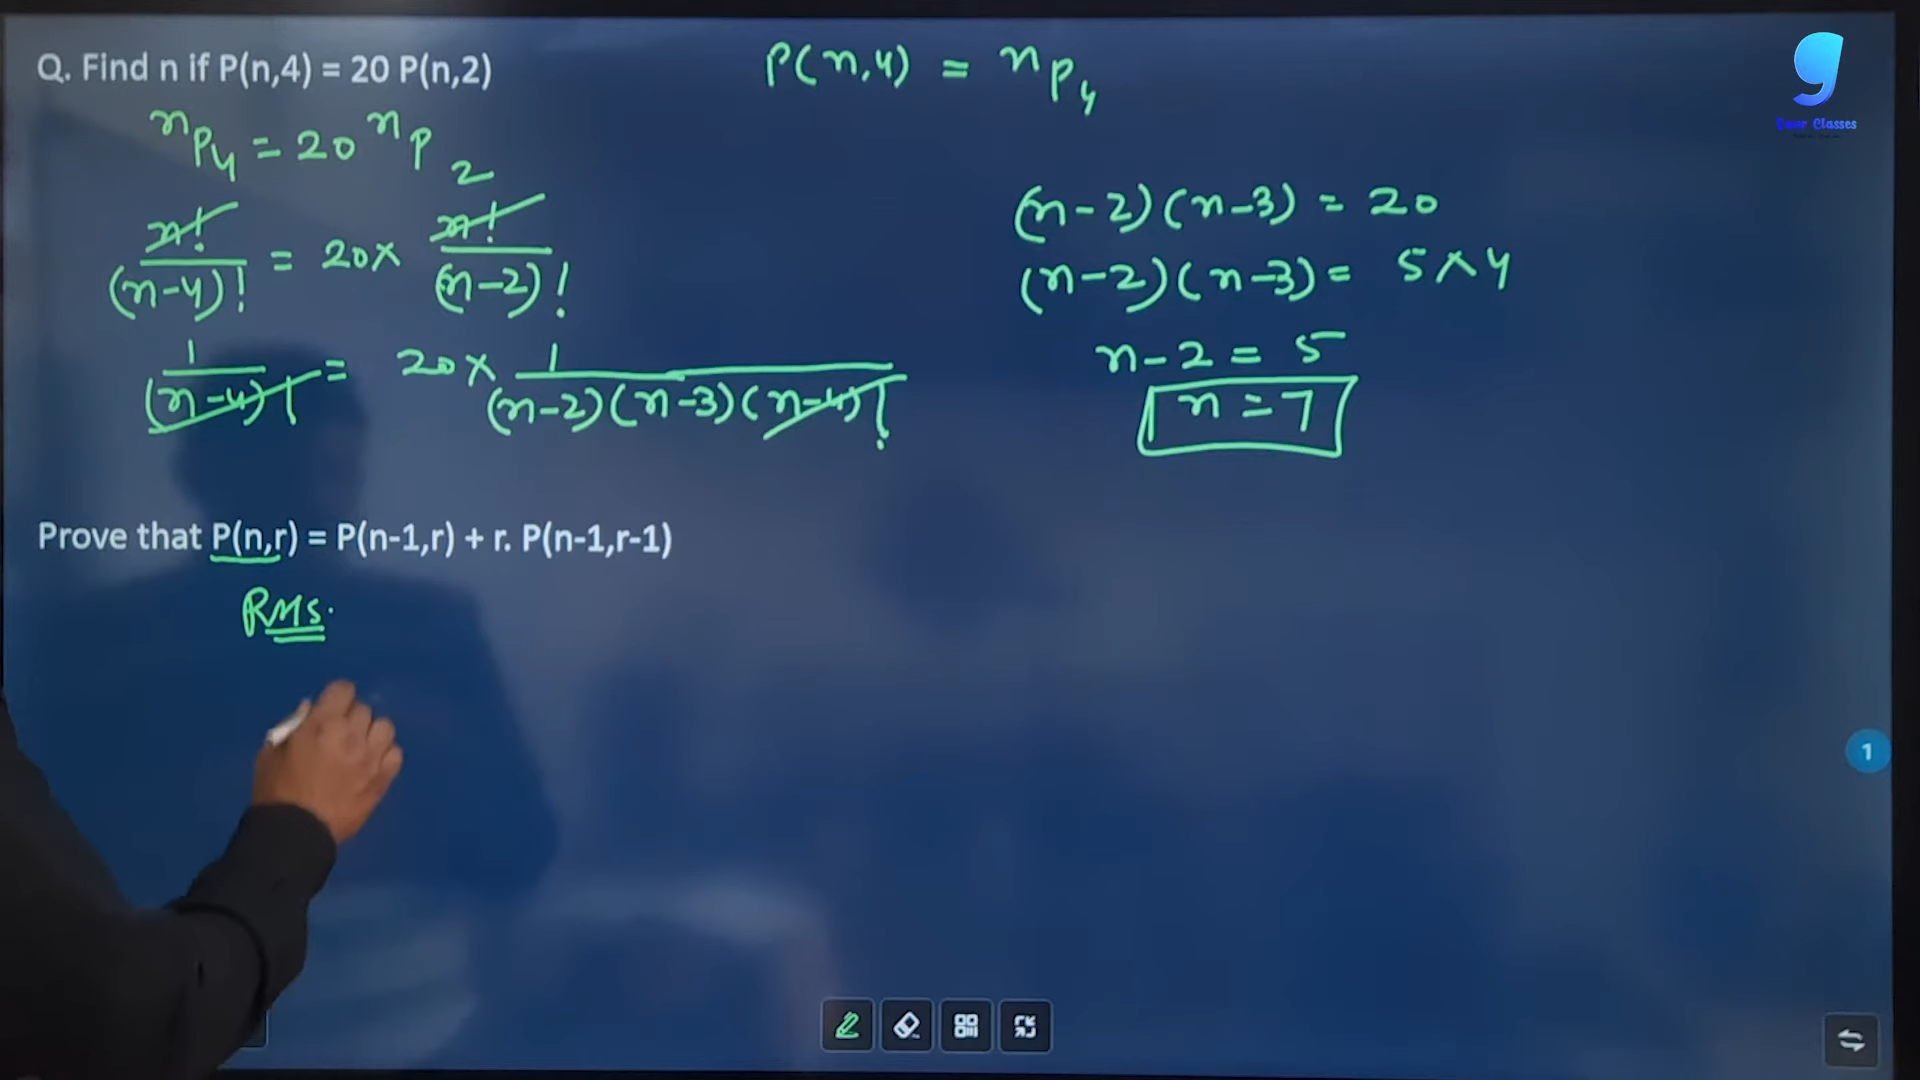 Q. Find n if P(n,4) = 20 P(n,2)
P(n,4) = nP4
nP4 = 20 nP2
n!/(n-4)! = 20× n!/(n-2)!
1/(n-4)! = 20× 1/(n-2)(n-3)(n-4)!
(n-2)(n-3) = 20
(n-2)(n-3) = 5×4
n-2 = 5
n = 7
Prove that P(n,r) = P(n-1,r) + r. P(n-1,r-1)
RHS.
Gaur Classes
1